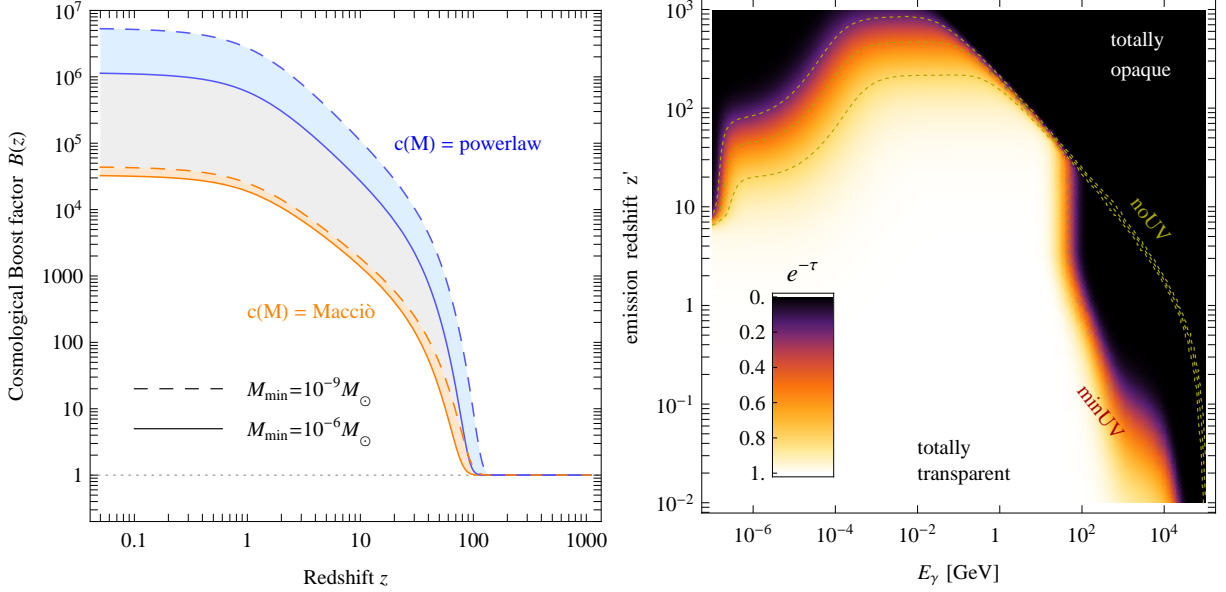 10^7
10^6
10^5
10^4
1000
100
10
1
Cosmological Boost factor B(z)
c(M) = powerlaw
c(M) = Macciò
M_min=10^-9 M_⊙
M_min=10^-6 M_⊙
0.1
1
10
100
1000
Redshift z
10^3
10^2
10
1
10^-1
10^-2
emission redshift z'
totally
opaque
noUV
minUV
e^-τ
0.
0.2
0.4
0.6
0.8
1.
totally
transparent
10^-6
10^-4
10^-2
1
10^2
10^4
E_γ [GeV]